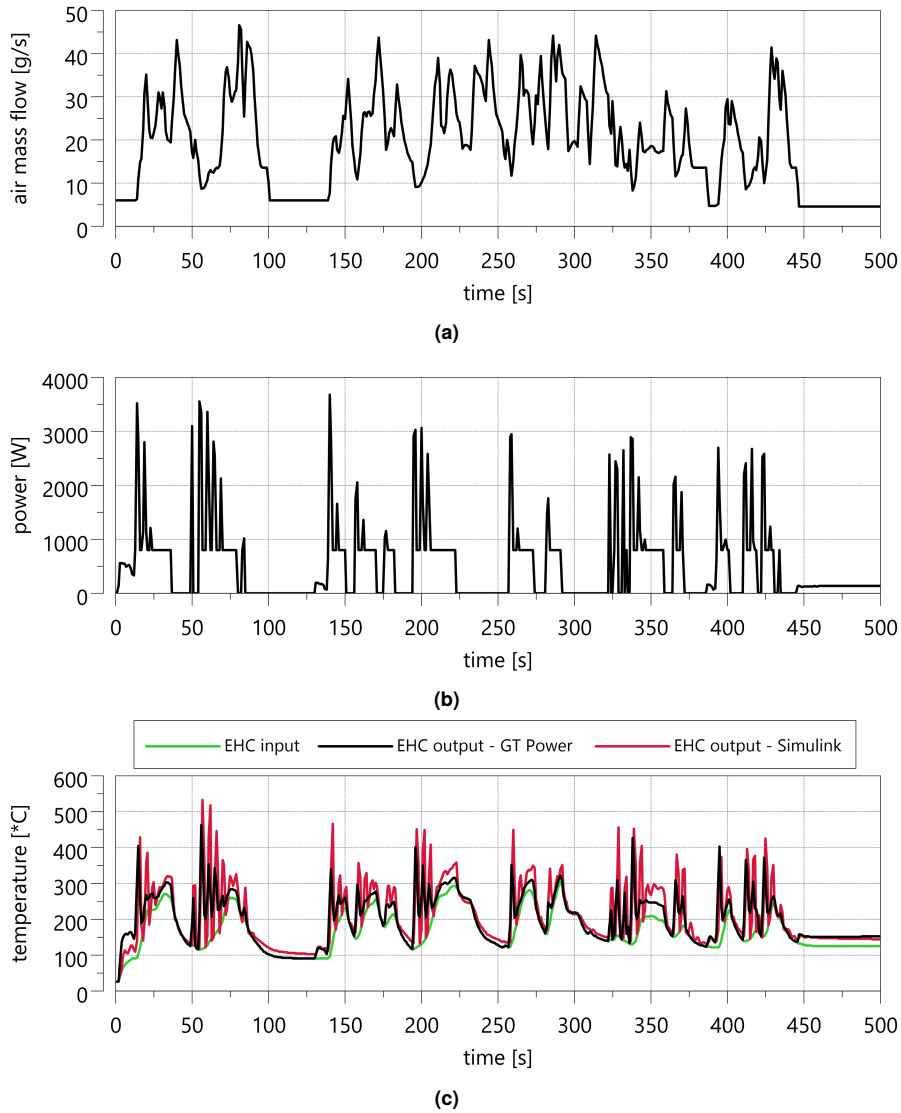 50
40
30
20
10
0
air mass flow [g/s]
0 50 100 150 200 250 300 350 400 450 500
time [s]
(a)
4000
3000
2000
1000
0
power [W]
0 50 100 150 200 250 300 350 400 450 500
time [s]
(b)
EHC input EHC output - GT Power EHC output - Simulink
600
500
400
300
200
100
0
temperature [*C]
0 50 100 150 200 250 300 350 400 450 500
time [s]
(c)